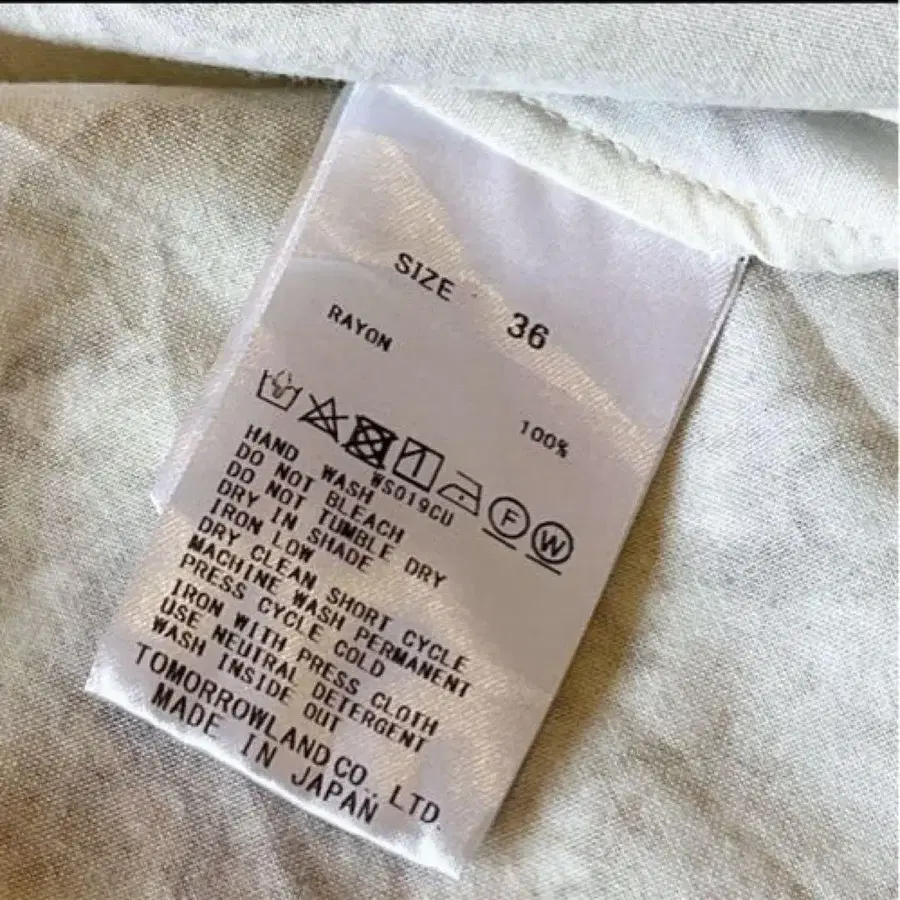 SIZE 36
RAYON 100%
F W
WS019CU
HAND WASH
DO NOT BLEACH
DO NOT TUMBLE DRY
DRY IN SHADE
IRON LOW
DRY CLEAN SHORT CYCLE
MACHINE WASH PERMANENT
PRESS CYCLE COLD
IRON WITH PRESS CLOTH
USE NEUTRAL DETERGENT
WASH INSIDE OUT
TOMORROWLAND CO., LTD.
MADE IN JAPAN